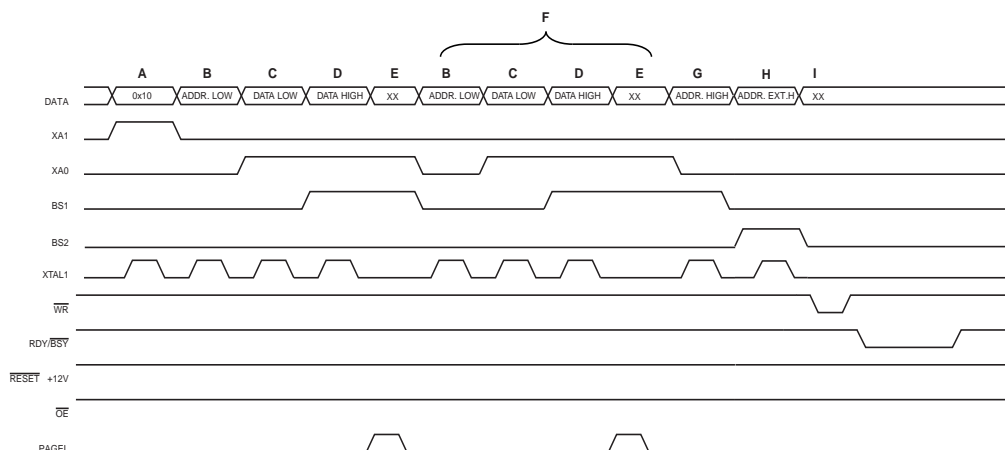 F
A B C D E B C D E G H I
DATA 0x10 ADDR. LOW DATA LOW DATA HIGH XX ADDR. LOW DATA LOW DATA HIGH XX ADDR. HIGH ADDR. EXT.H XX
XA1
XA0
BS1
BS2
XTAL1
WR
RDY/BSY
RESET +12V
OE
PAGEL